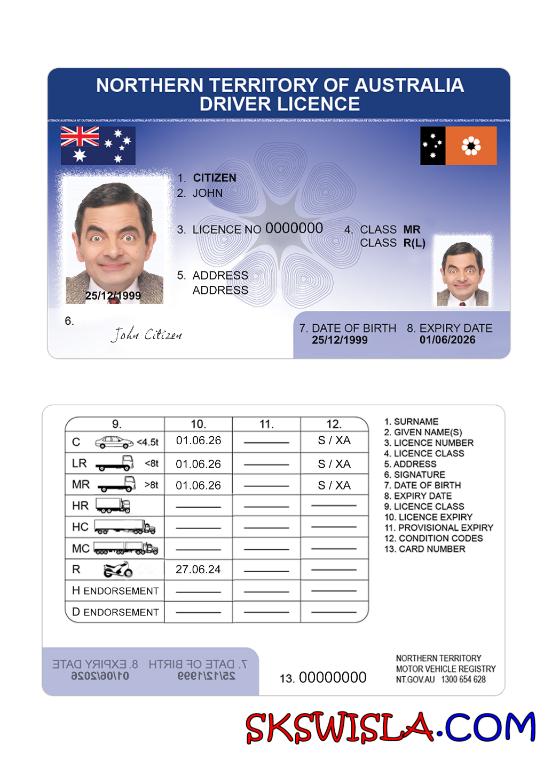 NORTHERN TERRITORY OF AUSTRALIA
DRIVER LICENCE
1. CITIZEN
2. JOHN
3. LICENCE NO 0000000
4. CLASS MR
CLASS R(L)
5. ADDRESS
ADDRESS
25/12/1999
6.
John Citizen
7. DATE OF BIRTH 8. EXPIRY DATE
25/12/1999 01/06/2026
9. 10. 11. 12.
C <4.5t 01.06.26 S / XA
LR <8t 01.06.26 S / XA
MR >8t 01.06.26 S / XA
HR
HC
MC
R 27.06.24
H ENDORSEMENT
D ENDORSEMENT
1. SURNAME
2. GIVEN NAME(S)
3. LICENCE NUMBER
4. LICENCE CLASS
5. ADDRESS
6. SIGNATURE
7. DATE OF BIRTH
8. EXPIRY DATE
9. LICENCE CLASS
10. LICENCE EXPIRY
11. PROVISIONAL EXPIRY
12. CONDITION CODES
13. CARD NUMBER
7. DATE OF BIRTH 8. EXPIRY DATE
25/12/1999 01/06/2026
13. 00000000
NORTHERN TERRITORY
MOTOR VEHICLE REGISTRY
NT.GOV.AU 1300 654 628
SKSWISLA.COM